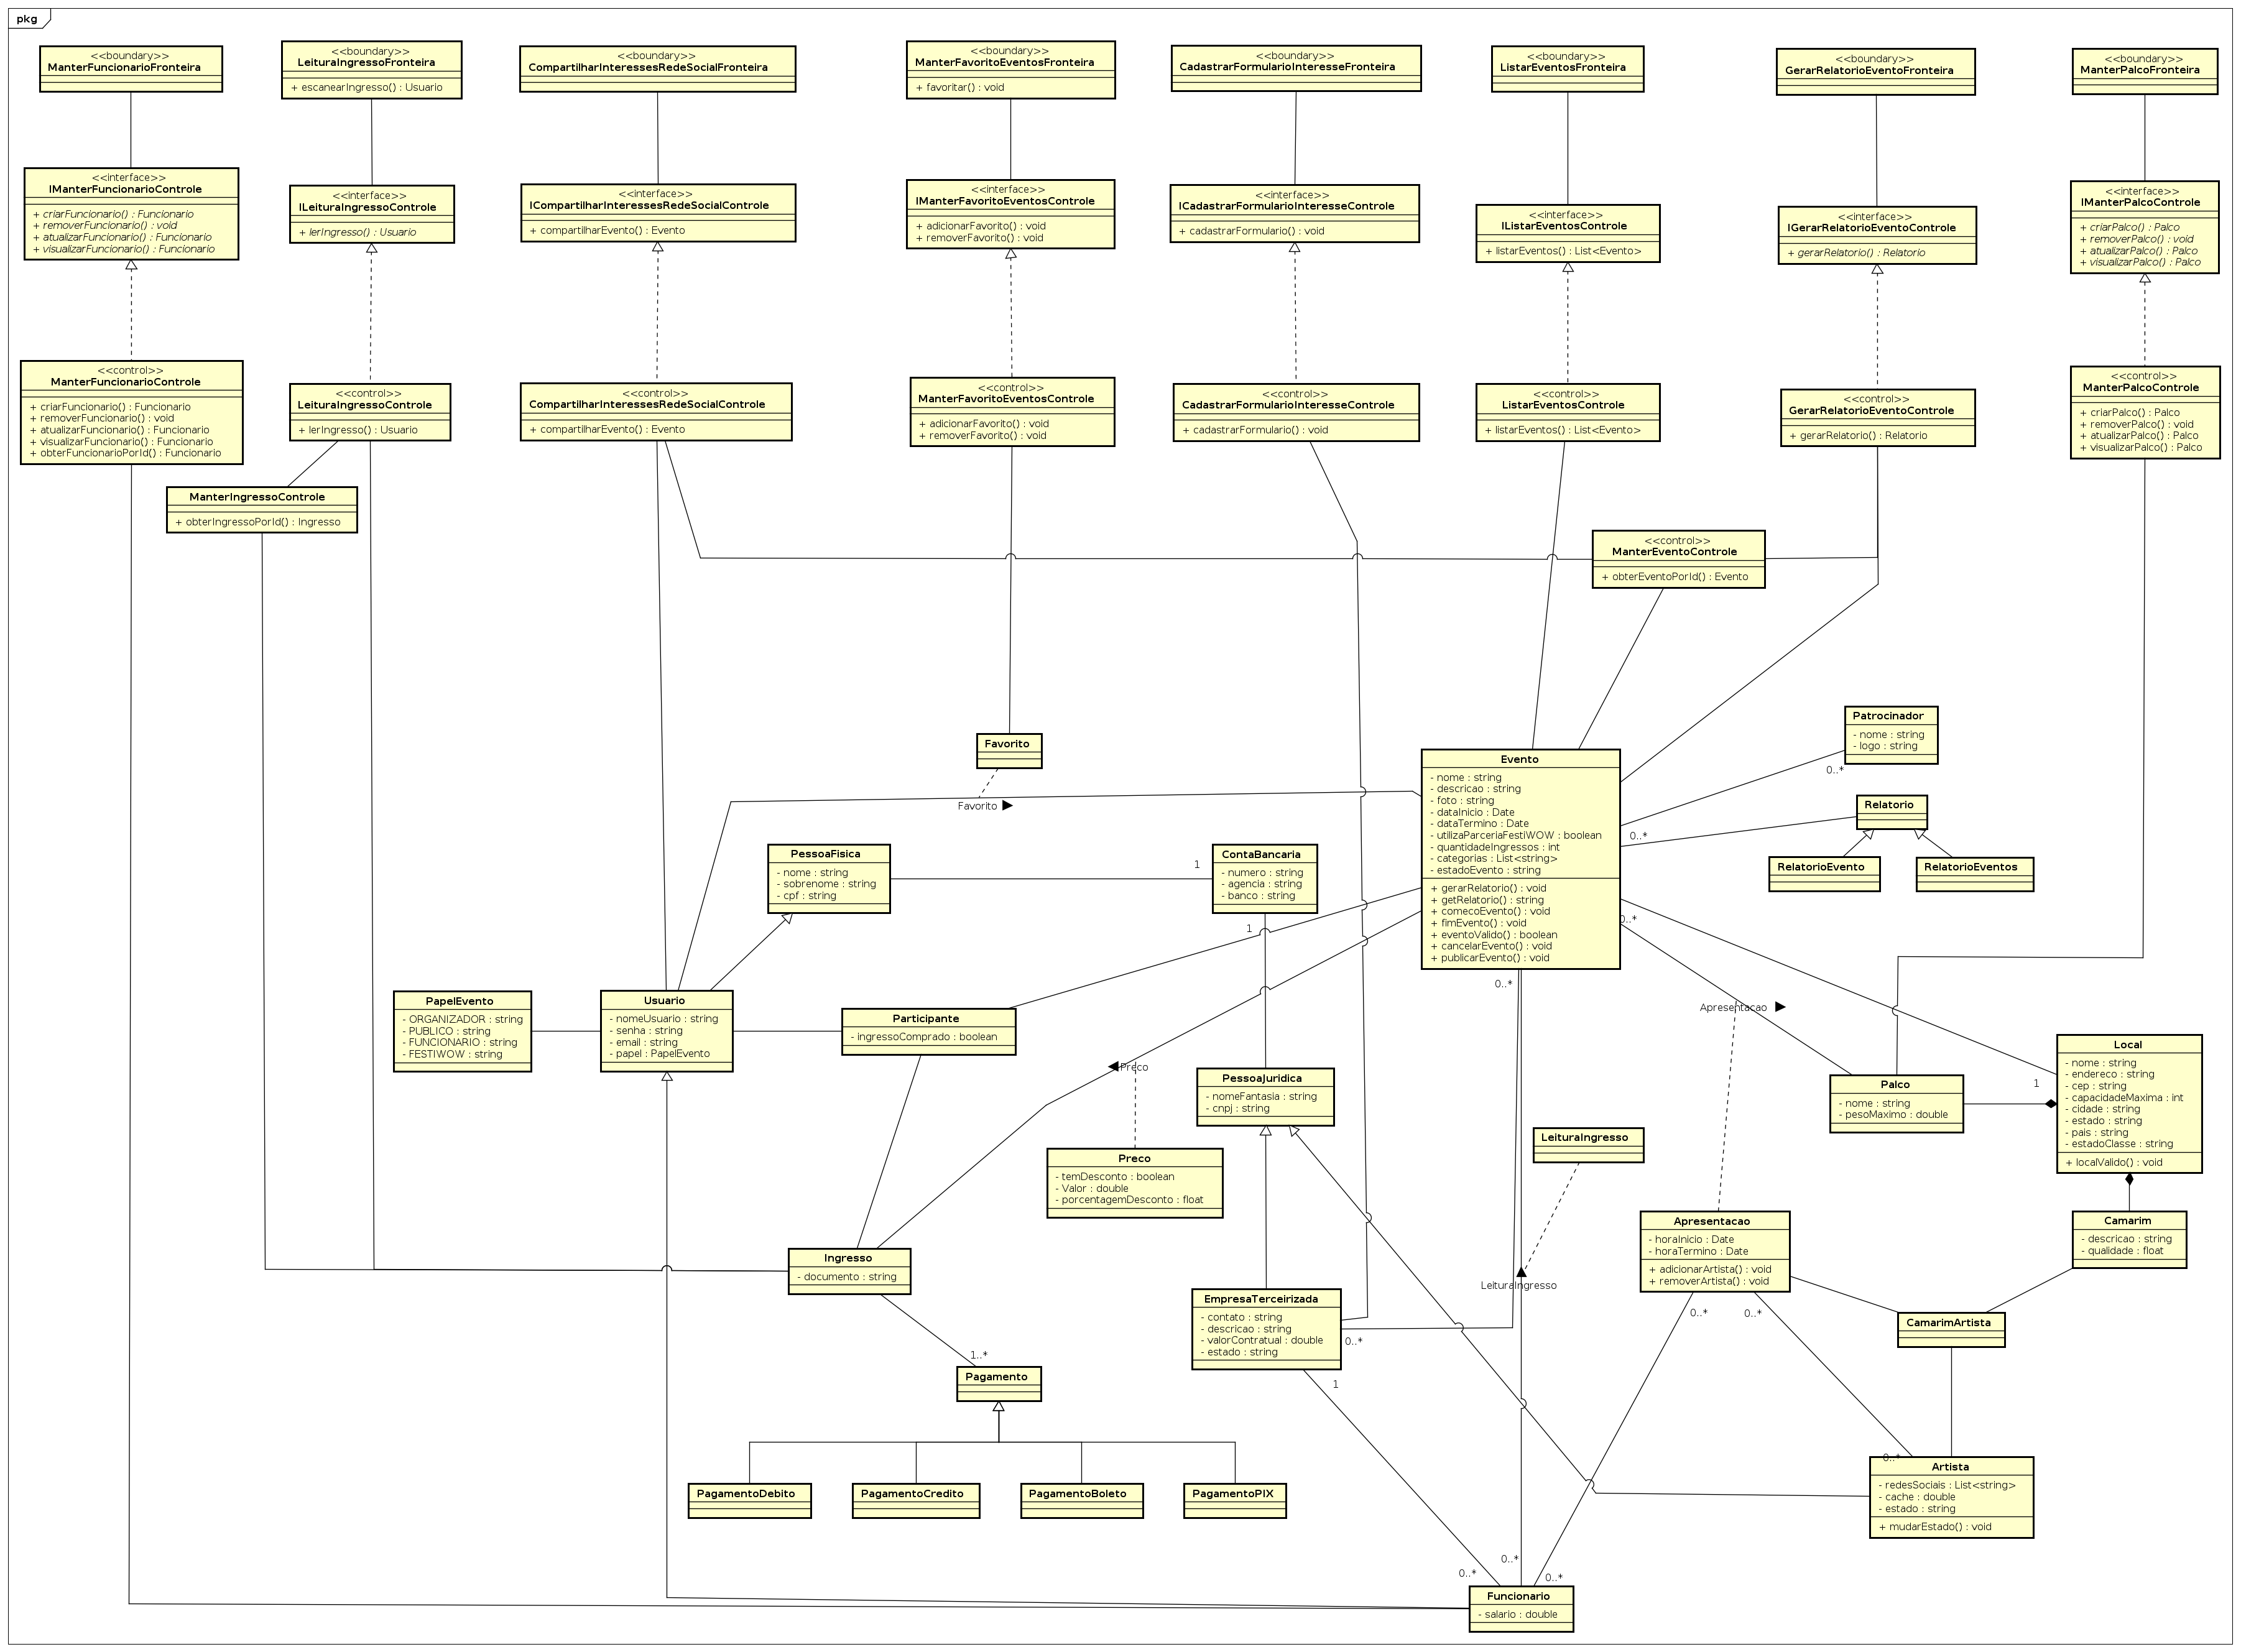 pkg
<<boundary>>
ManterFuncionarioFronteira
<<boundary>>
LeituraIngressoFronteira
+ escanearIngresso() : Usuario
<<boundary>>
CompartilharInteressesRedeSocialFronteira
<<boundary>>
ManterFavoritoEventosFronteira
+ favoritar() : void
<<boundary>>
CadastrarFormularioInteresseFronteira
<<boundary>>
ListarEventosFronteira
<<boundary>>
GerarRelatorioEventoFronteira
<<boundary>>
ManterPalcoFronteira
<<interface>>
IManterFuncionarioControle
+ criarFuncionario() : Funcionario
+ removerFuncionario() : void
+ atualizarFuncionario() : Funcionario
+ visualizarFuncionario() : Funcionario
<<interface>>
ILeituraIngressoControle
+ lerIngresso() : Usuario
<<interface>>
ICompartilharInteressesRedeSocialControle
+ compartilharEvento() : Evento
<<interface>>
IManterFavoritoEventosControle
+ adicionarFavorito() : void
+ removerFavorito() : void
<<interface>>
ICadastrarFormularioInteresseControle
+ cadastrarFormulario() : void
<<interface>>
IListarEventosControle
+ listarEventos() : List<Evento>
<<interface>>
IGerarRelatorioEventoControle
+ gerarRelatorio() : Relatorio
<<interface>>
IManterPalcoControle
+ criarPalco() : Palco
+ removerPalco() : void
+ atualizarPalco() : Palco
+ visualizarPalco() : Palco
<<control>>
ManterFuncionarioControle
+ criarFuncionario() : Funcionario
+ removerFuncionario() : void
+ atualizarFuncionario() : Funcionario
+ visualizarFuncionario() : Funcionario
+ obterFuncionarioPorId() : Funcionario
<<control>>
LeituraIngressoControle
+ lerIngresso() : Usuario
<<control>>
CompartilharInteressesRedeSocialControle
+ compartilharEvento() : Evento
<<control>>
ManterFavoritoEventosControle
+ adicionarFavorito() : void
+ removerFavorito() : void
<<control>>
CadastrarFormularioInteresseControle
+ cadastrarFormulario() : void
<<control>>
ListarEventosControle
+ listarEventos() : List<Evento>
<<control>>
GerarRelatorioEventoControle
+ gerarRelatorio() : Relatorio
<<control>>
ManterPalcoControle
+ criarPalco() : Palco
+ removerPalco() : void
+ atualizarPalco() : Palco
+ visualizarPalco() : Palco
ManterIngressoControle
+ obterIngressoPorId() : Ingresso
<<control>>
ManterEventoControle
+ obterEventoPorId() : Evento
Favorito
Favorito
Evento
- nome : string
- descricao : string
- foto : string
- dataInicio : Date
- dataTermino : Date
- utilizaParceriaFestiWOW : boolean
- quantidadeIngressos : int
- categorias : List<string>
- estadoEvento : string
+ gerarRelatorio() : void
+ getRelatorio() : string
+ comecoEvento() : void
+ fimEvento() : void
+ eventoValido() : boolean
+ cancelarEvento() : void
+ publicarEvento() : void
Patrocinador
- nome : string
- logo : string
0..*
0..*
Relatorio
RelatorioEvento
RelatorioEventos
PessoaFisica
- nome : string
- sobrenome : string
- cpf : string
1
ContaBancaria
- numero : string
- agencia : string
- banco : string
1
0..*
0..*
PapelEvento
- ORGANIZADOR : string
- PUBLICO : string
- FUNCIONARIO : string
- FESTIWOW : string
Usuario
- nomeUsuario : string
- senha : string
- email : string
- papel : PapelEvento
Participante
- ingressoComprado : boolean
Preco
Preco
- temDesconto : boolean
- Valor : double
- porcentagemDesconto : float
PessoaJuridica
- nomeFantasia : string
- cnpj : string
Apresentacao
Palco
- nome : string
- pesoMaximo : double
1
Local
- nome : string
- endereco : string
- cep : string
- capacidadeMaxima : int
- cidade : string
- estado : string
- pais : string
- estadoClasse : string
+ localValido() : void
LeituraIngresso
LeituraIngresso
Apresentacao
- horaInicio : Date
- horaTermino : Date
+ adicionarArtista() : void
+ removerArtista() : void
Camarim
- descricao : string
- qualidade : float
Ingresso
- documento : string
EmpresaTerceirizada
- contato : string
- descricao : string
- valorContratual : double
- estado : string
0..*
1
0..*
0..*
CamarimArtista
1..*
Pagamento
PagamentoDebito
PagamentoCredito
PagamentoBoleto
PagamentoPIX
0..*
Artista
- redesSociais : List<string>
- cache : double
- estado : string
+ mudarEstado() : void
0..*
0..*
0..*
Funcionario
- salario : double